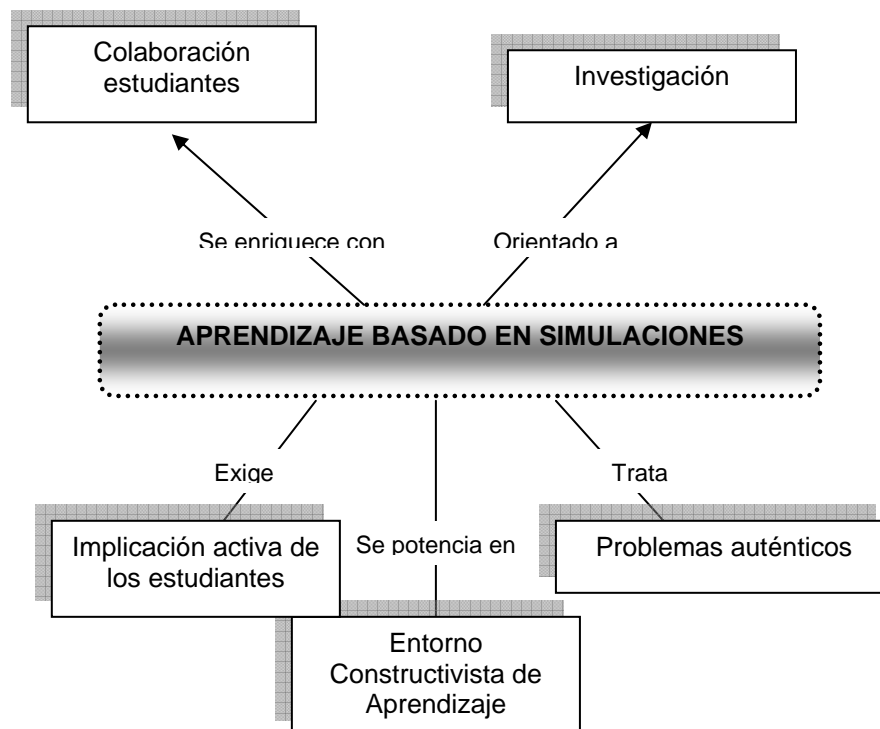 Colaboración
estudiantes
Investigación
Se enriquece con
Orientado a
APRENDIZAJE BASADO EN SIMULACIONES
Exige
Trata
Implicación activa de
los estudiantes
Se potencia en
Problemas auténticos
Entorno
Constructivista de
Aprendizaje